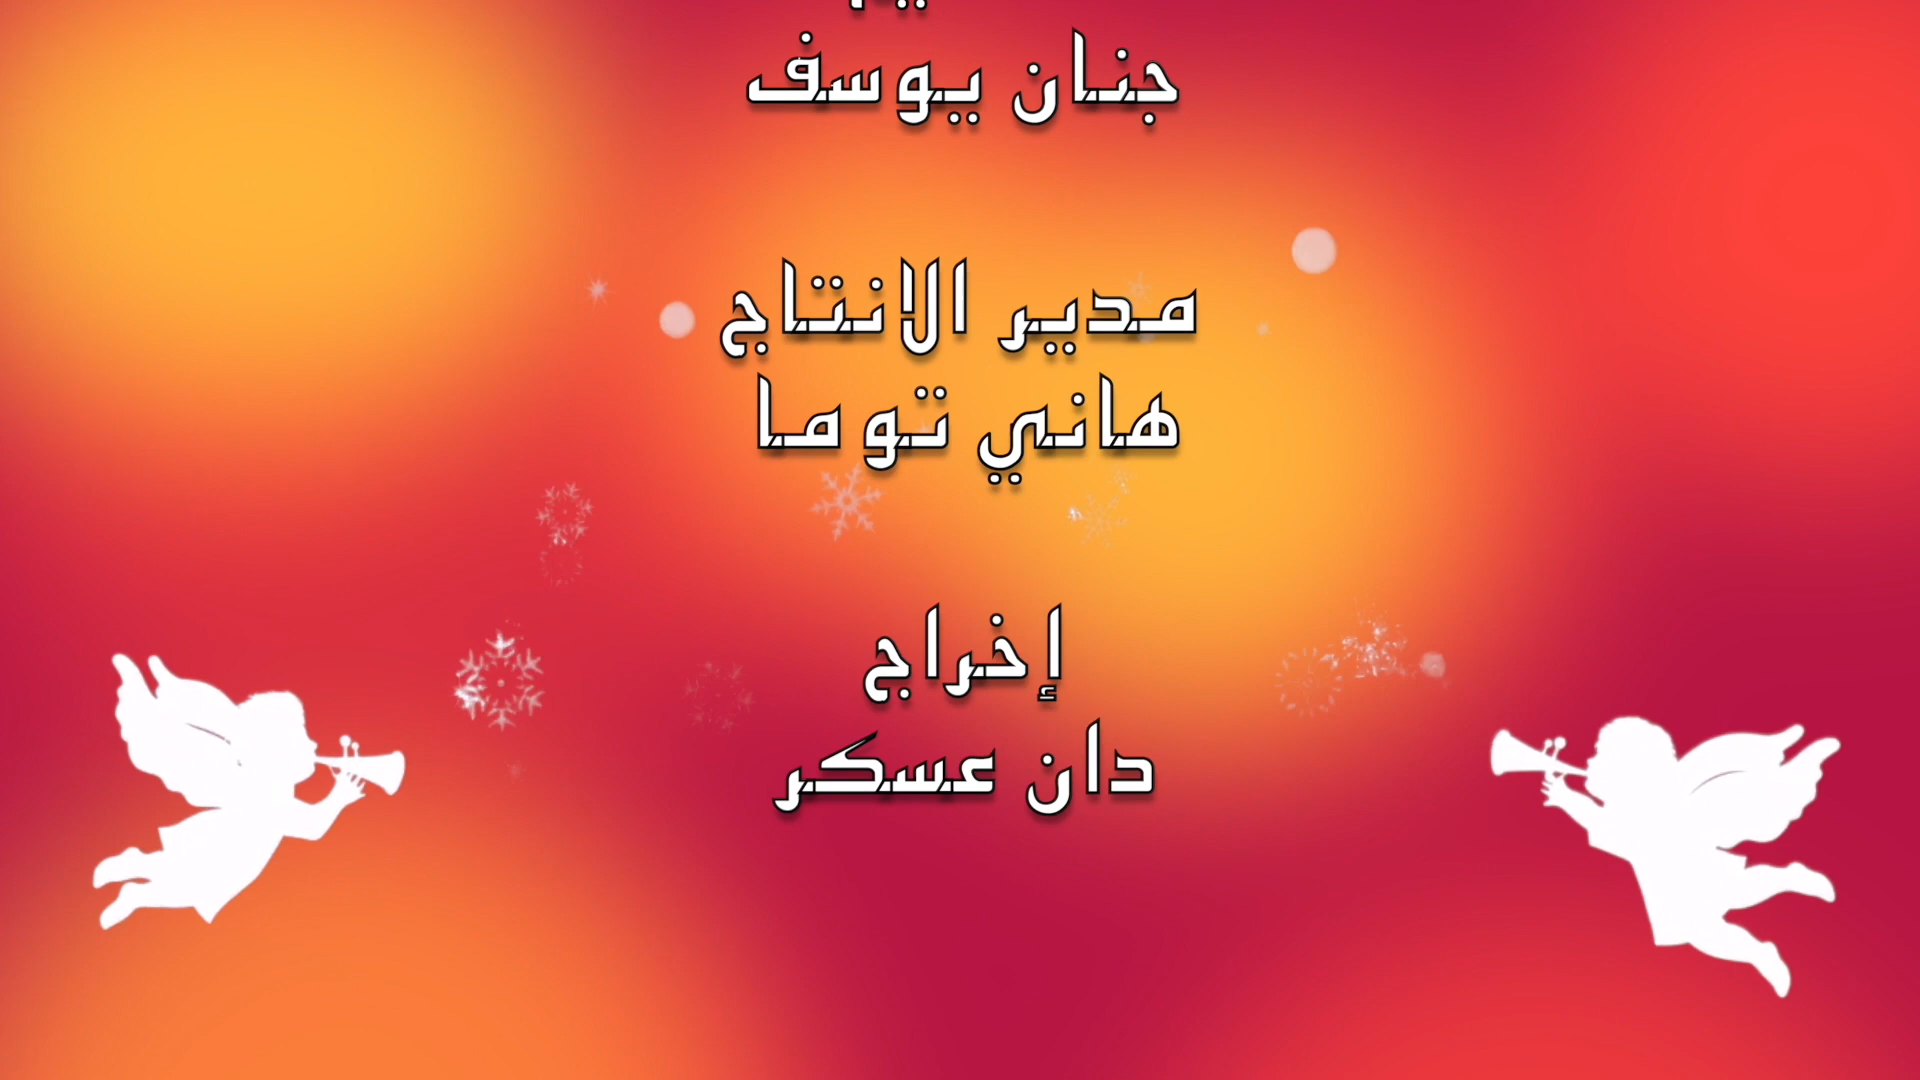 جنان يوسف
مدير الانتاج
هاني توما
إخراج
دان عسكر